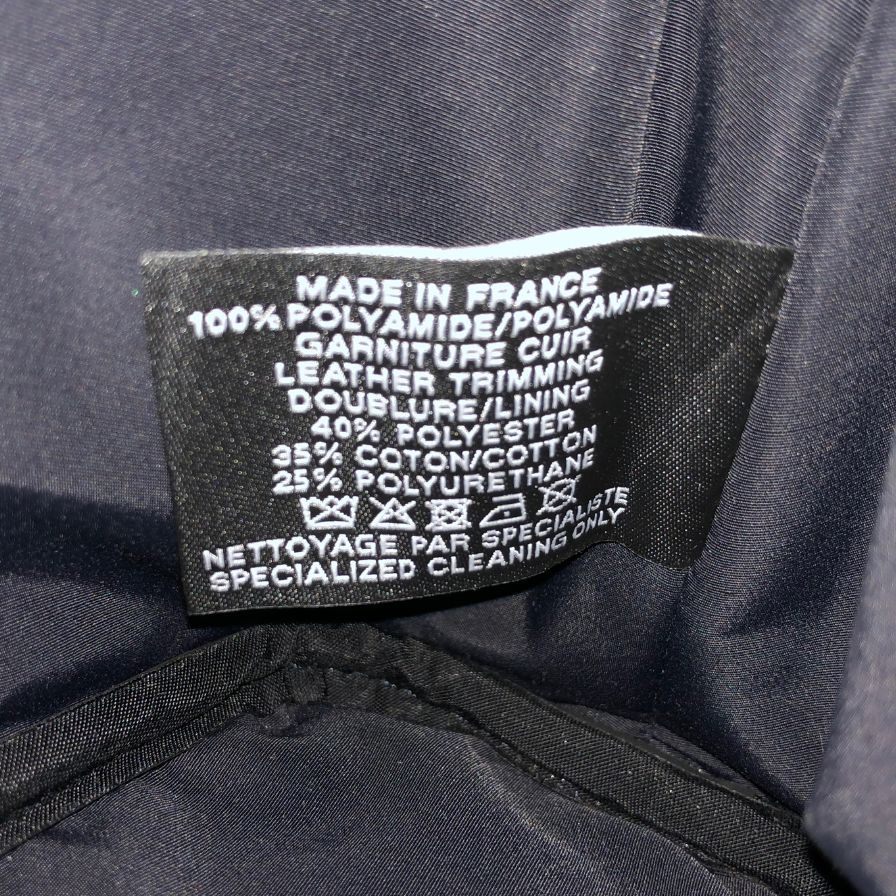 MADE IN FRANCE
100% POLYAMIDE/POLYAMIDE
GARNITURE CUIR
LEATHER TRIMMING
DOUBLURE/LINING
40% POLYESTER
35% COTON/COTTON
25% POLYURETHANE
NETTOYAGE PAR SPECIALISTE
SPECIALIZED CLEANING ONLY